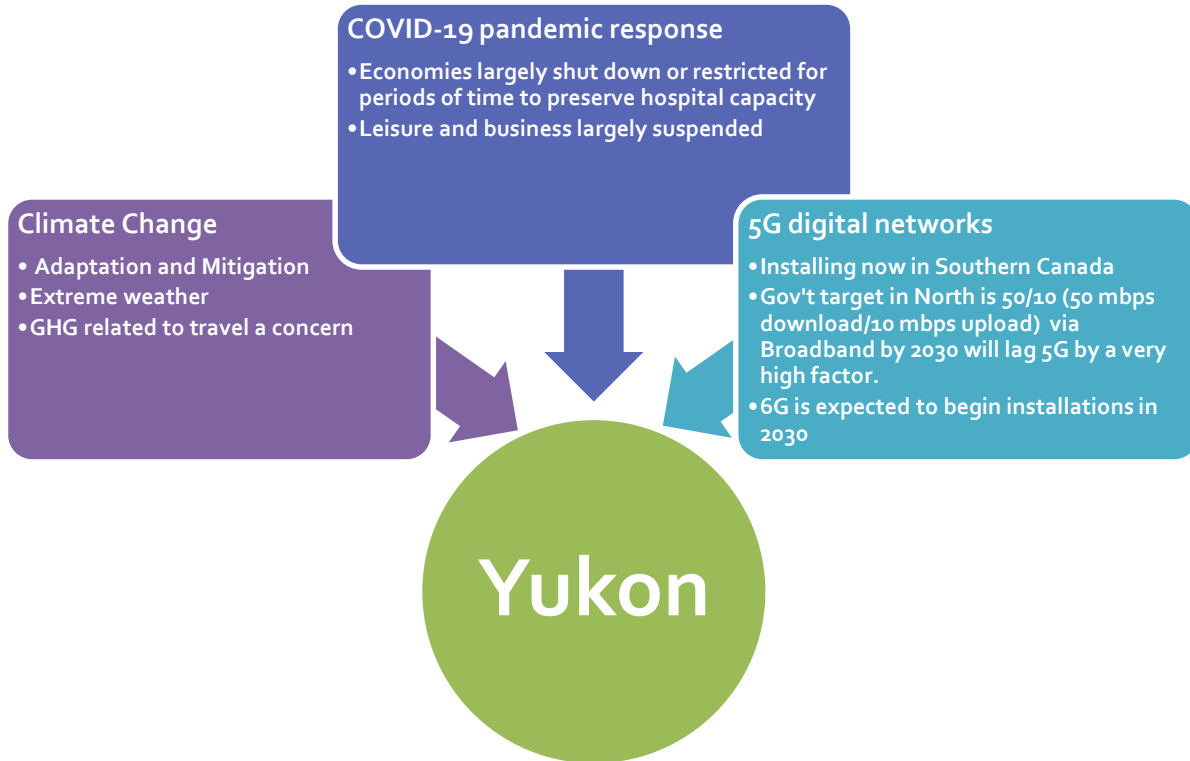 COVID-19 pandemic response
•Economies largely shut down or restricted for
periods of time to preserve hospital capacity
•Leisure and business largely suspended
Climate Change
• Adaptation and Mitigation
•Extreme weather
•GHG related to travel a concern
5G digital networks
•Installing now in Southern Canada
•Gov't target in North is 50/10 (50 mbps
download/10 mbps upload) via
Broadband by 2030 will lag 5G by a very
high factor.
•6G is expected to begin installations in
2030
Yukon